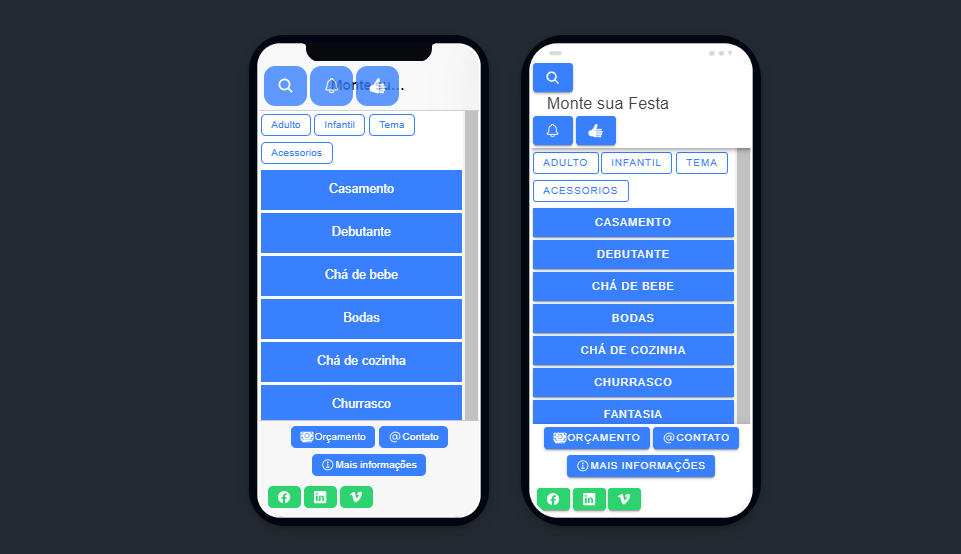 Monte su...
Adulto Infantil Tema
Acessorios
Casamento
Debutante
Chá de bebe
Bodas
Chá de cozinha
Churrasco
Orçamento Contato
Mais informações
Monte sua Festa
ADULTO INFANTIL TEMA
ACESSORIOS
CASAMENTO
DEBUTANTE
CHÁ DE BEBE
BODAS
CHÁ DE COZINHA
CHURRASCO
FANTASIA
ORÇAMENTO CONTATO
MAIS INFORMAÇÕES